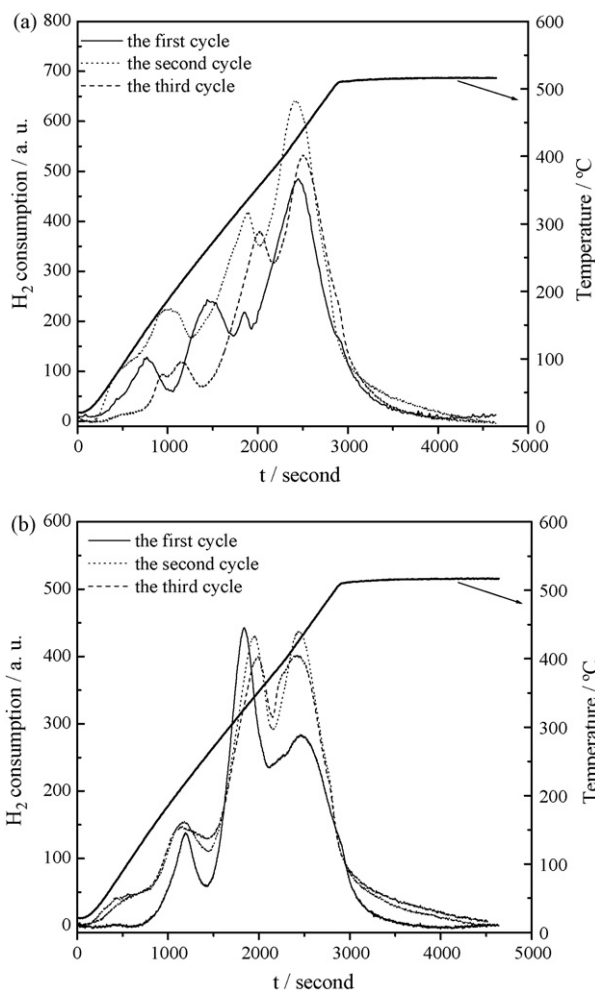 (a)
800
700
600
500
400
300
200
100
0
H2 consumption / a. u.
the first cycle
the second cycle
the third cycle
600
500
400
300
200
100
0
Temperature / ºC
0 1000 2000 3000 4000 5000
t / second
(b)
600
500
400
300
200
100
0
H2 consumption / a. u.
the first cycle
the second cycle
the third cycle
600
500
400
300
200
100
0
Temperature / ºC
0 1000 2000 3000 4000 5000
t / second